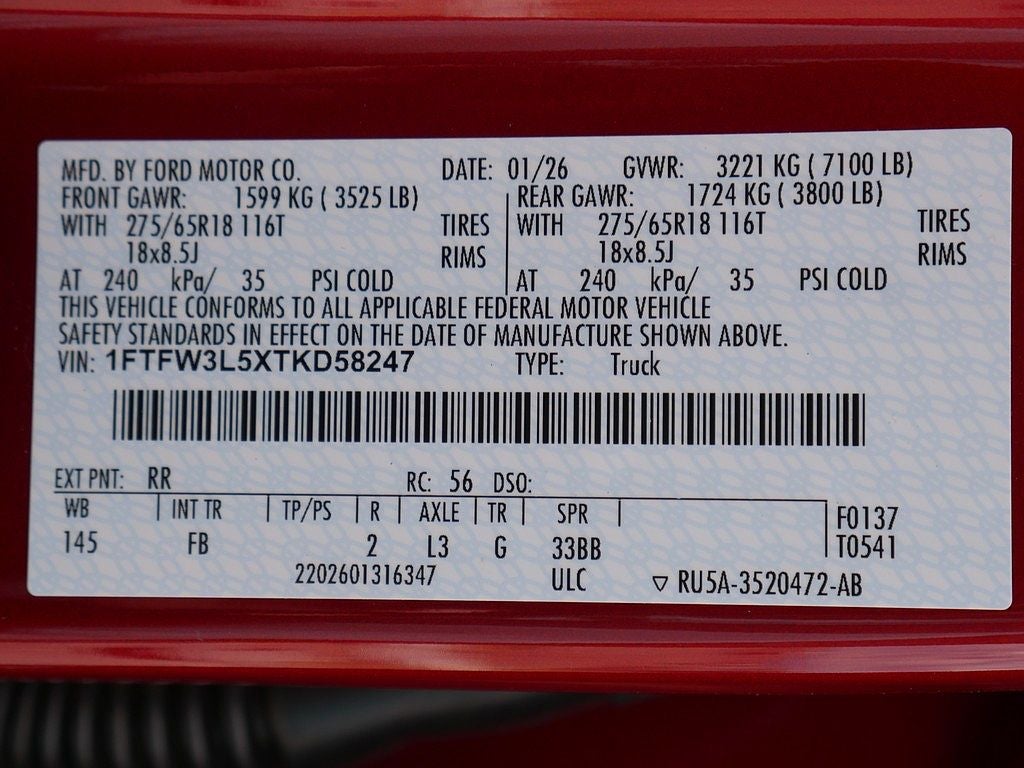 MFD. BY FORD MOTOR CO. DATE: 01/26 GVWR: 3221 KG ( 7100 LB)
FRONT GAWR: 1599 KG ( 3525 LB) REAR GAWR: 1724 KG ( 3800 LB)
WITH 275/65R18 116T TIRES WITH 275/65R18 116T TIRES
18x8.5J RIMS 18x8.5J RIMS
AT 240 kPa/ 35 PSI COLD AT 240 kPa/ 35 PSI COLD
THIS VEHICLE CONFORMS TO ALL APPLICABLE FEDERAL MOTOR VEHICLE
SAFETY STANDARDS IN EFFECT ON THE DATE OF MANUFACTURE SHOWN ABOVE.
VIN: 1FTFW3L5XTKD58247 TYPE: Truck
EXT PNT: RR RC: 56 DSO:
WB INT TR TP/PS R AXLE TR SPR F0137
145 FB 2 L3 G 33BB T0541
2202601316347 ULC ▽ RU5A-3520472-AB